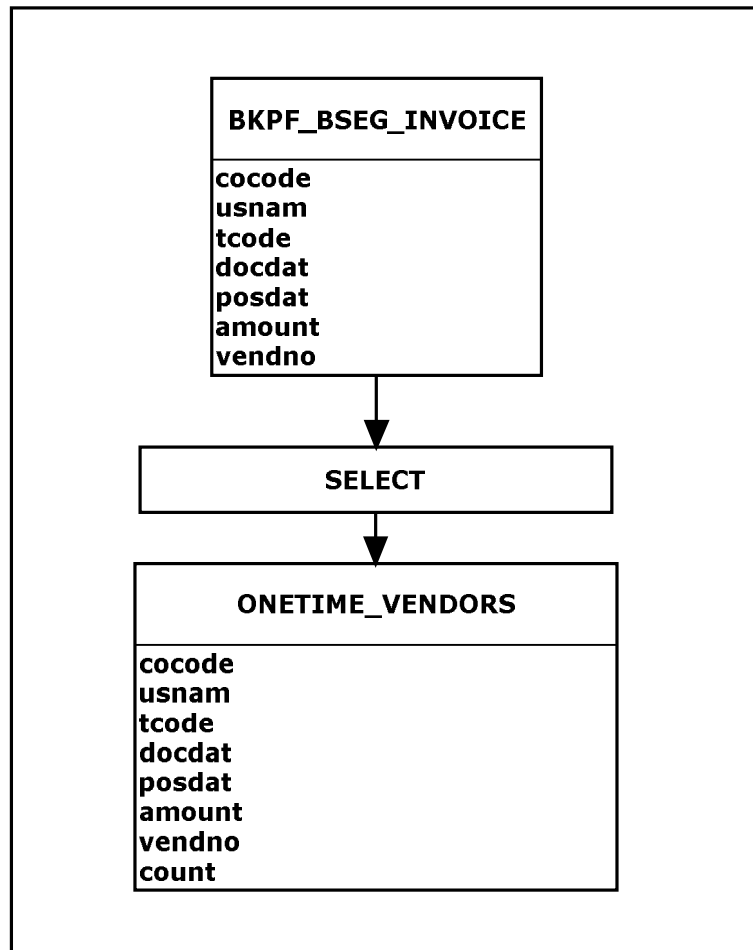 BKPF_BSEG_INVOICE
cocode
usnam
tcode
docdat
posdat
amount
vendno
SELECT
ONETIME_VENDORS
cocode
usnam
tcode
docdat
posdat
amount
vendno
count